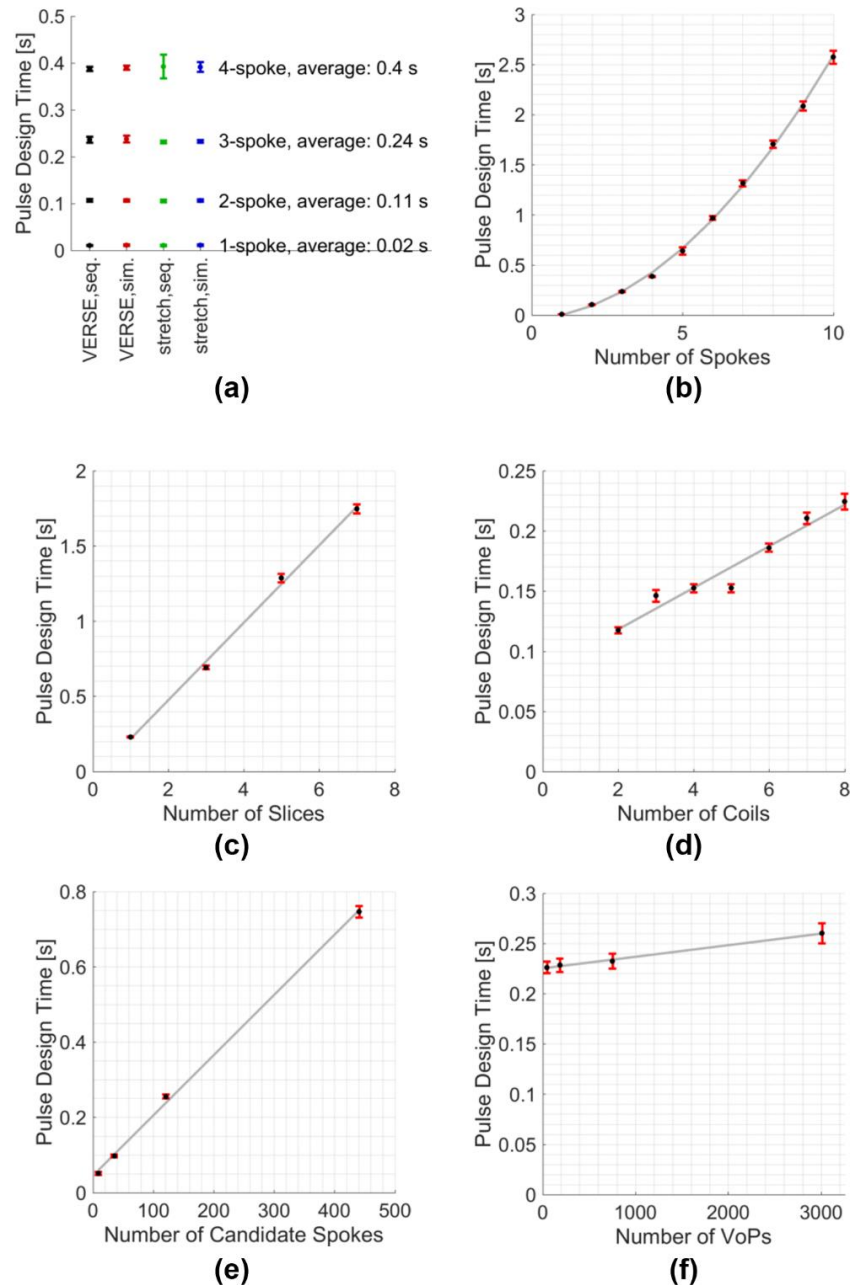 Pulse Design Time [s]
0.5
0.4
0.3
0.2
0.1
0
4-spoke, average: 0.4 s
3-spoke, average: 0.24 s
2-spoke, average: 0.11 s
1-spoke, average: 0.02 s
VERSE,seq.
VERSE,sim.
stretch,seq.
stretch,sim.
(a)
Pulse Design Time [s]
3
2.5
2
1.5
1
0.5
0
0 5 10
Number of Spokes
(b)
Pulse Design Time [s]
2
1.5
1
0.5
0
0 2 4 6 8
Number of Slices
(c)
Pulse Design Time [s]
0.25
0.2
0.15
0.1
0.05
0
0 2 4 6 8
Number of Coils
(d)
Pulse Design Time [s]
0.8
0.6
0.4
0.2
0
0 100 200 300 400 500
Number of Candidate Spokes
(e)
Pulse Design Time [s]
0.3
0.25
0.2
0.15
0.1
0.05
0
0 1000 2000 3000
Number of VoPs
(f)